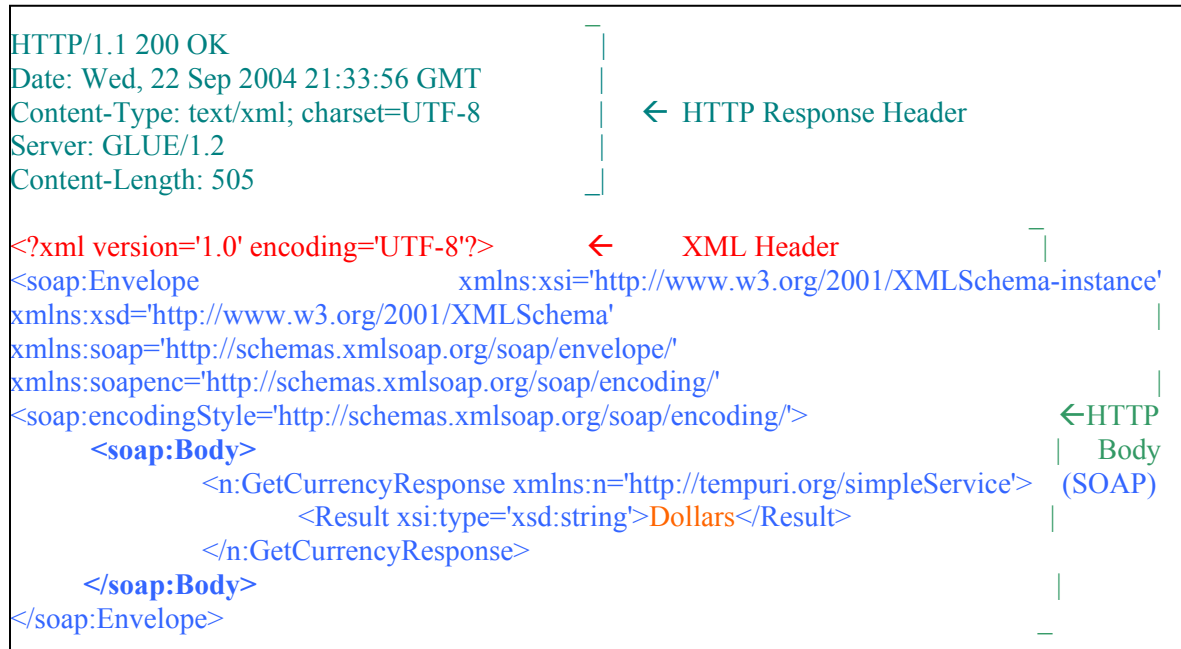 HTTP/1.1 200 OK |
Date: Wed, 22 Sep 2004 21:33:56 GMT |
Content-Type: text/xml; charset=UTF-8 | ← HTTP Response Header
Server: GLUE/1.2 |
Content-Length: 505 _|
<?xml version='1.0' encoding='UTF-8'?> ← XML Header |
<soap:Envelope xmlns:xsi='http://www.w3.org/2001/XMLSchema-instance'
xmlns:xsd='http://www.w3.org/2001/XMLSchema' |
xmlns:soap='http://schemas.xmlsoap.org/soap/envelope/'
xmlns:soapenc='http://schemas.xmlsoap.org/soap/encoding/' |
<soap:encodingStyle='http://schemas.xmlsoap.org/soap/encoding/'> ←HTTP
<soap:Body> | Body
<n:GetCurrencyResponse xmlns:n='http://tempuri.org/simpleService'> (SOAP)
<Result xsi:type='xsd:string'>Dollars</Result> |
</n:GetCurrencyResponse>
</soap:Body> |
</soap:Envelope> _